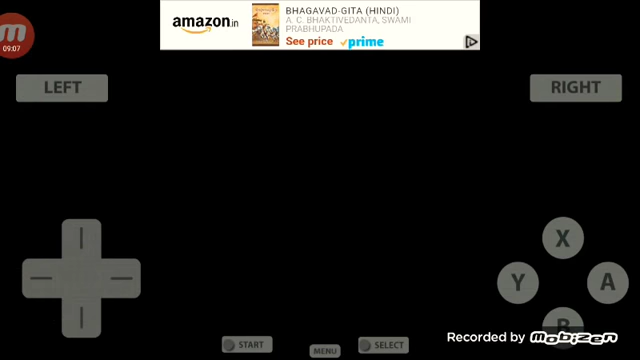 m
09:07
amazon.in
BHAGAVAD-GITA (HINDI)
A. C. BHAKTIVEDANTA, SWAMI
PRABHUPADA
See price prime
LEFT
RIGHT
X
Y
A
B
START
MENU
SELECT
Recorded by mobizen